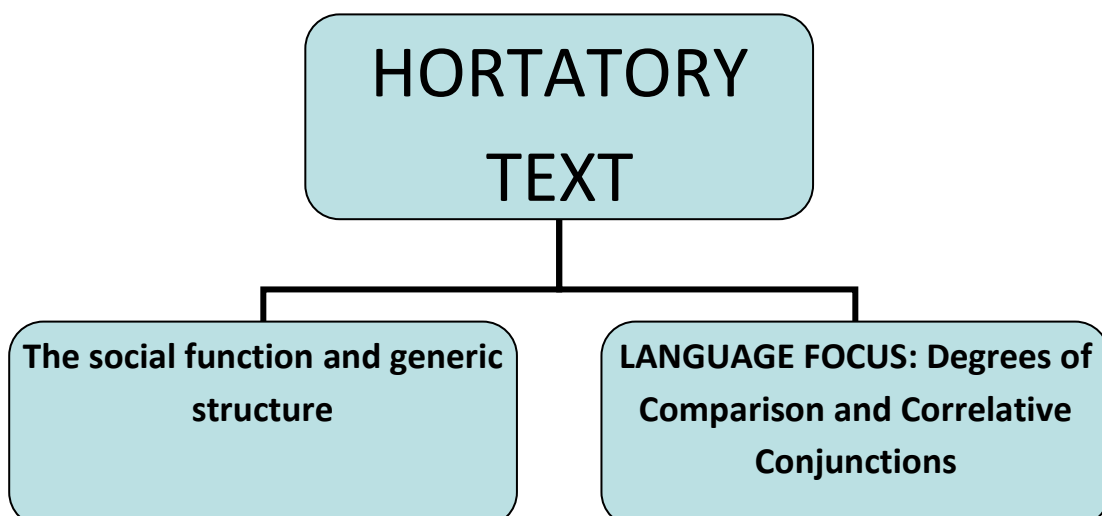 HORTATORY
TEXT
The social function and generic
structure
LANGUAGE FOCUS: Degrees of
Comparison and Correlative
Conjunctions